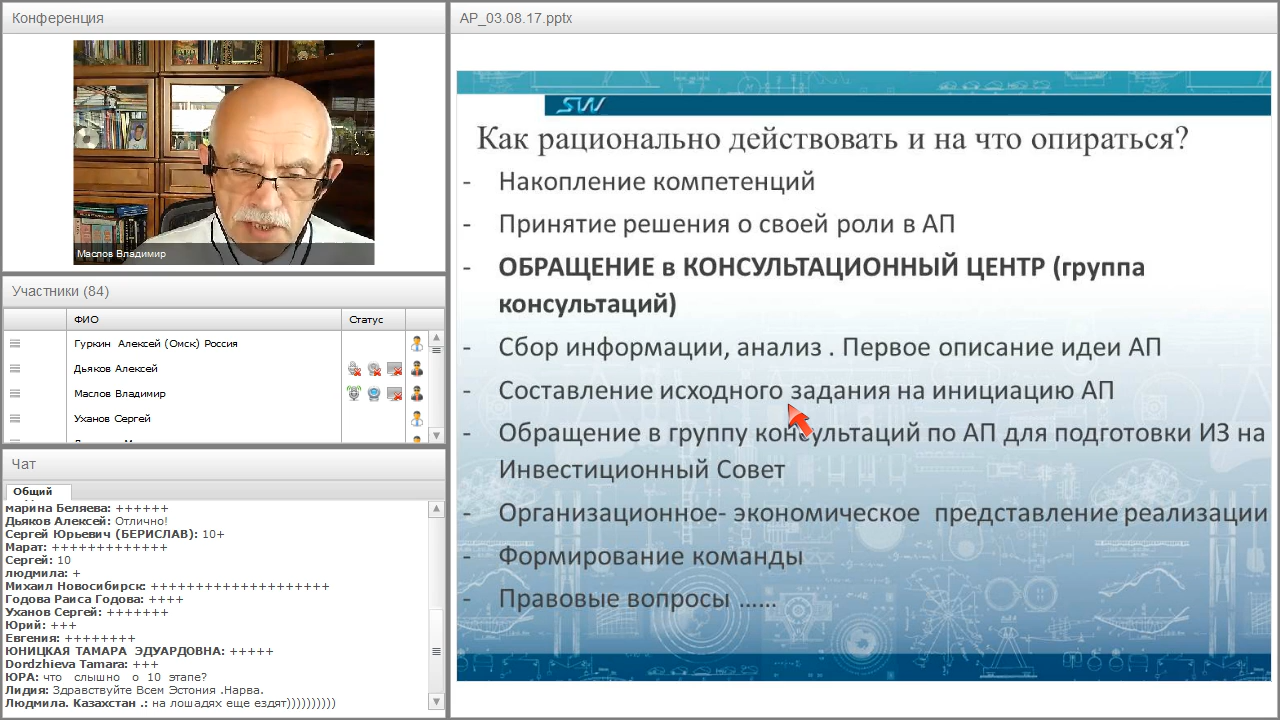 Конференция
Маслов Владимир
Участники (84)
ФИО Статус
Гуркин Алексей (Омск) Россия
Дьяков Алексей
Маслов Владимир
Уханов Сергей
Чат
Общий
марина Беляева: ++++++
Дьяков Алексей: Отлично!
Сергей Юрьевич (БЕРИСЛАВ): 10+
Марат: +++++++++++++
Сергей: 10
людмила: +
Михаил Новосибирск: ++++++++++++++++++++
Годова Раиса Годова: ++++
Уханов Сергей: +++++++
Юрий: +++
Евгения: ++++++++
ЮНИЦКАЯ ТАМАРА ЭДУАРДОВНА: +++++
Dordzhieva Tamara: +++
ЮLA: что слышно о 10 этапе?
Лидия: Здравствуйте Всем Эстония .Нарва.
Людмила. Казахстан .: на лошадях еще ездят))))))))))
AP_03.08.17.pptx
SW
Как рационально действовать и на что опираться?
- Накопление компетенций
- Принятие решения о своей роли в АП
- ОБРАЩЕНИЕ в КОНСУЛЬТАЦИОННЫЙ ЦЕНТР (группа
консультаций)
- Сбор информации, анализ . Первое описание идеи АП
- Составление исходного задания на инициацию АП
- Обращение в группу консультаций по АП для подготовки ИЗ на
Инвестиционный Совет
- Организационное- экономическое представление реализации
- Формирование команды
- Правовые вопросы ......